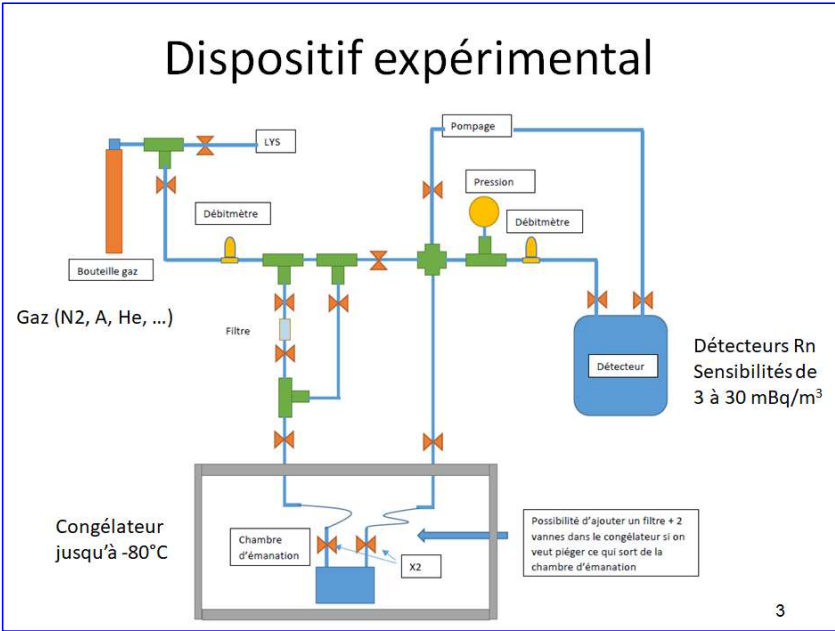 Dispositif expérimental
LYS
Pompage
Pression
Débitmètre
Débitmètre
Bouteille gaz
Gaz (N2, A, He, ...)
Filtre
Détecteur
Détecteurs Rn
Sensibilités de
3 à 30 mBq/m³
Congélateur
jusqu'à -80°C
Chambre
d'émanation
X2
Possibilité d'ajouter un filtre + 2
vannes dans le congélateur si on
veut piéger ce qui sort de la
chambre d'émanation
3